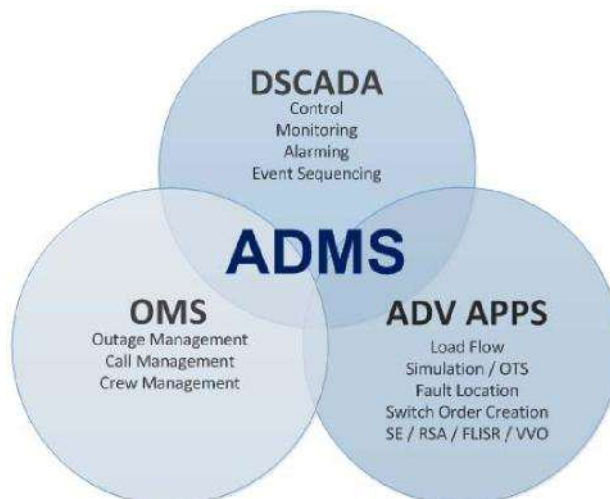 DSCADA
Control
Monitoring
Alarming
Event Sequencing
ADMS
OMS
Outage Management
Call Management
Crew Management
ADV APPS
Load Flow
Simulation / OTS
Fault Location
Switch Order Creation
SE / RSA / FLISR / VVO